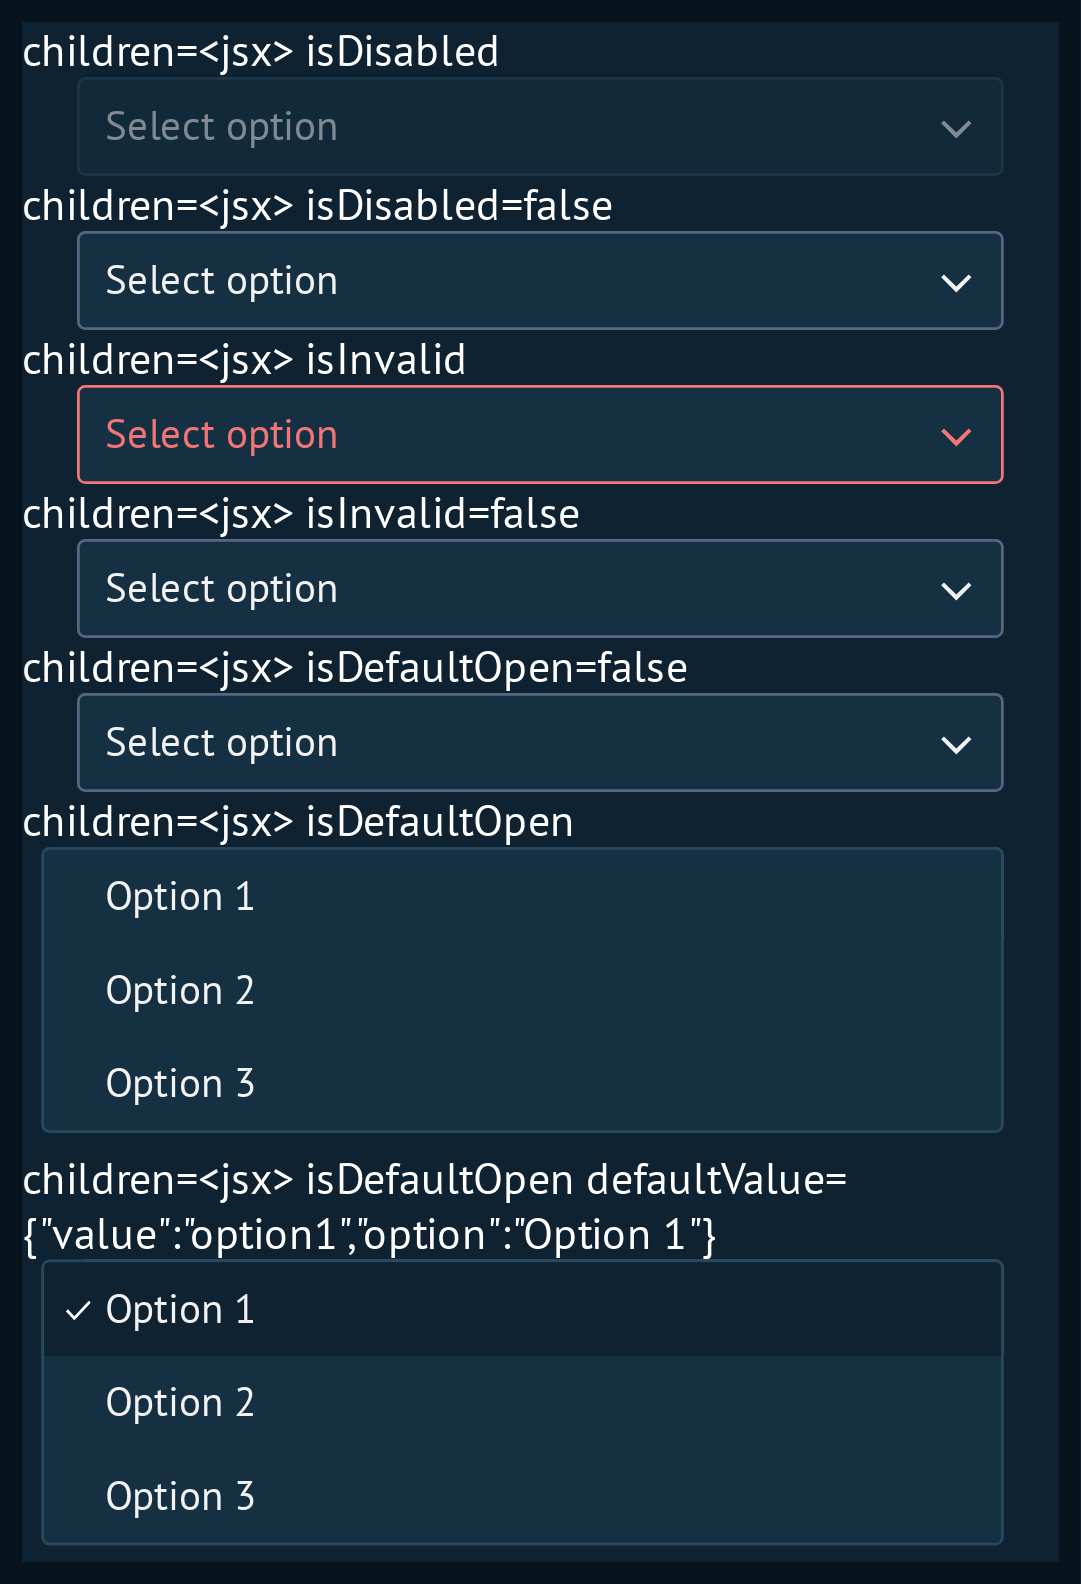 children=<jsx> isDisabled
Select option
children=<jsx> isDisabled=false
Select option
children=<jsx> isInvalid
Select option
children=<jsx> isInvalid=false
Select option
children=<jsx> isDefaultOpen=false
Select option
children=<jsx> isDefaultOpen
Option 1
Option 2
Option 3
children=<jsx> isDefaultOpen defaultValue=
{"value":"option1","option":"Option 1"}
Option 1
Option 2
Option 3